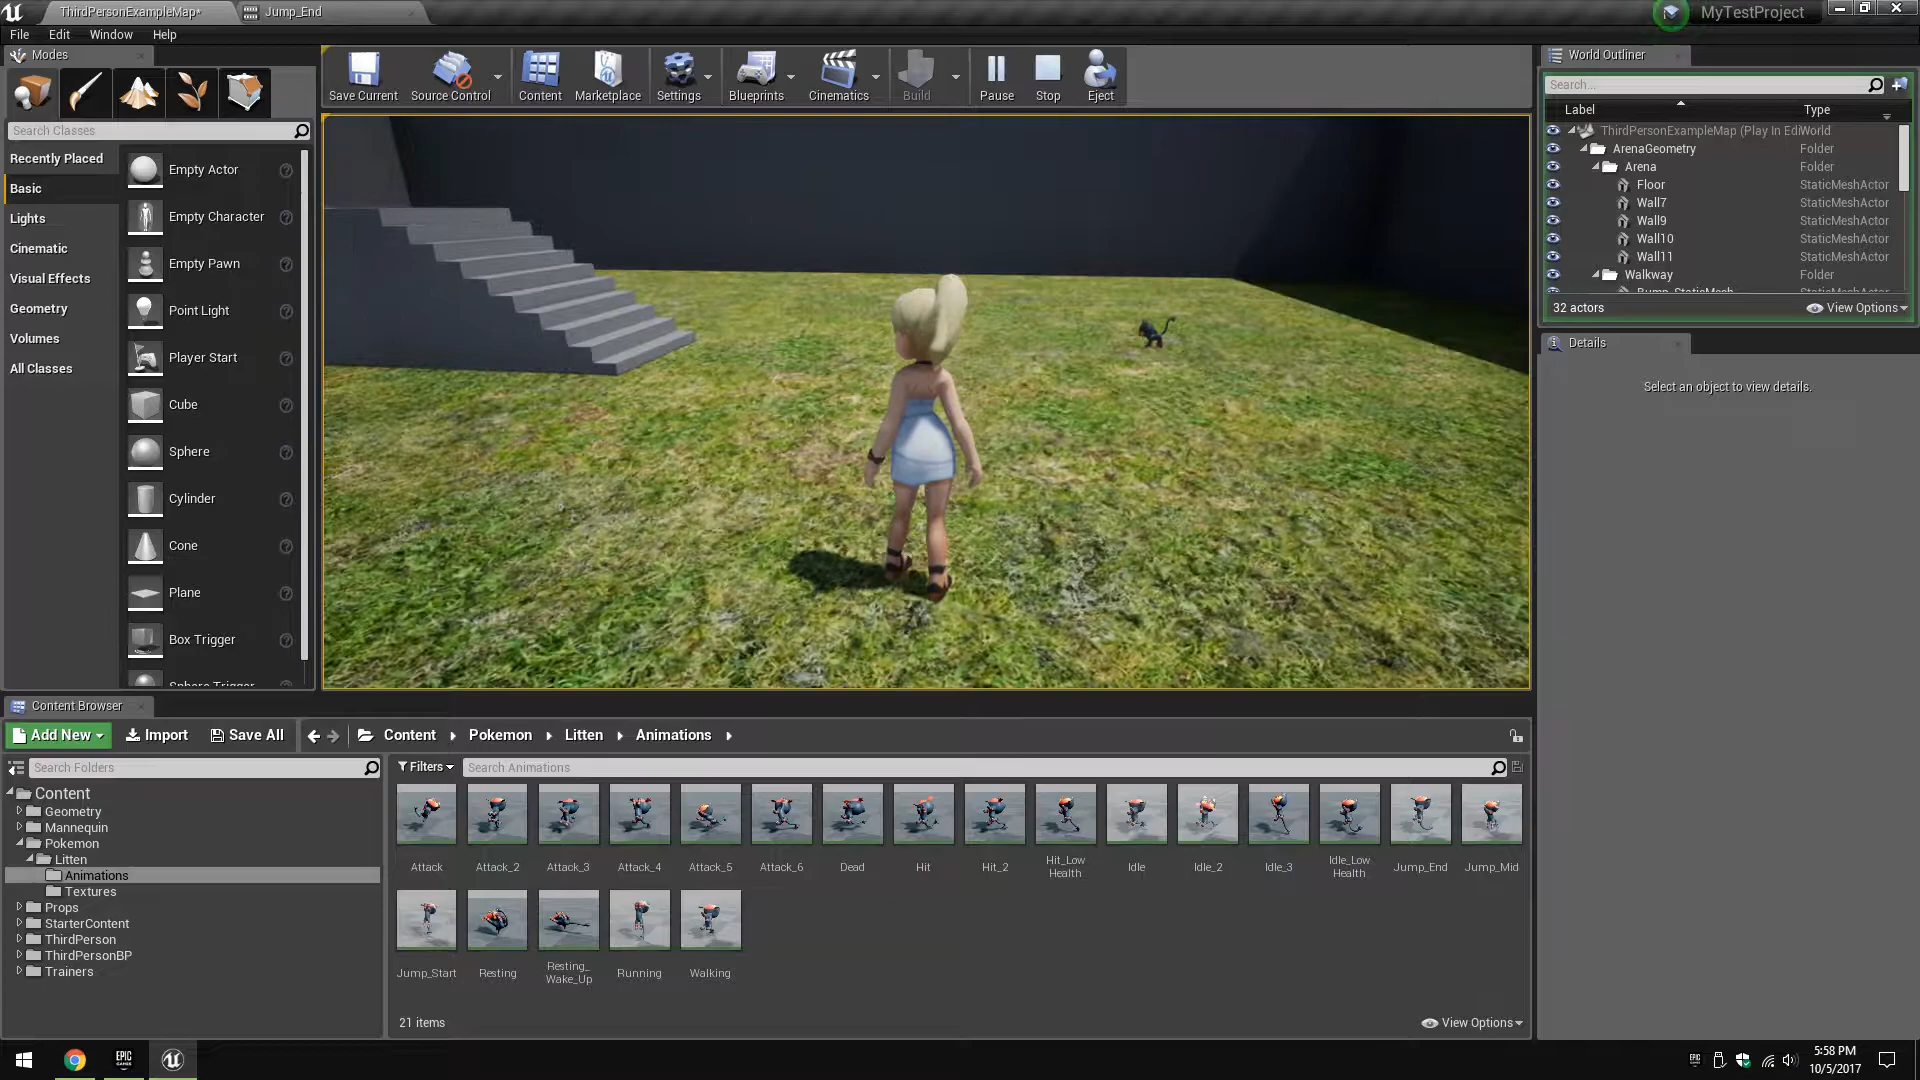 ThirdPersonExampleMap*
Jump_End
MyTestProject
File
Edit
Window
Help
Modes
Save Current
Source Control
Content
Marketplace
Settings
Blueprints
Cinematics
Build
Pause
Stop
Eject
World Outliner
Search...
Label
Type
Search Classes
Recently Placed
Basic
Lights
Cinematic
Visual Effects
Geometry
Volumes
All Classes
Empty Actor
Empty Character
Empty Pawn
Point Light
Player Start
Cube
Sphere
Cylinder
Cone
Plane
Box Trigger
Sphere Trigger
ThirdPersonExampleMap (Play In Edi World
ArenaGeometry Folder
Arena Folder
Floor StaticMeshActor
Wall7 StaticMeshActor
Wall9 StaticMeshActor
Wall10 StaticMeshActor
Wall11 StaticMeshActor
Walkway Folder
Bump_StaticMesh
32 actors
View Options
Details
Select an object to view details.
Content Browser
Add New
Import
Save All
Content
Pokemon
Litten
Animations
Search Folders
Filters
Search Animations
Content
Geometry
Mannequin
Pokemon
Litten
Animations
Textures
Props
StarterContent
ThirdPerson
ThirdPersonBP
Trainers
Attack
Attack_2
Attack_3
Attack_4
Attack_5
Attack_6
Dead
Hit
Hit_2
Hit_Low
Health
Idle
Idle_2
Idle_3
Idle_Low
Health
Jump_End
Jump_Mid
Jump_Start
Resting
Resting_
Wake_Up
Running
Walking
21 items
View Options
EPIC
GAMES
EPIC
5:58 PM
10/5/2017